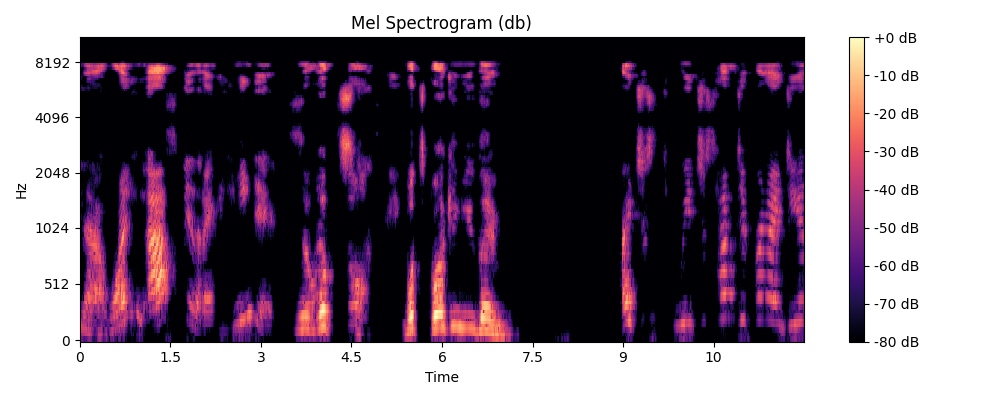 Mel Spectrogram (db)
8192
4096
2048
1024
512
0
Hz
0 1.5 3 4.5 6 7.5 9 10
Time
+0 dB
-10 dB
-20 dB
-30 dB
-40 dB
-50 dB
-60 dB
-70 dB
-80 dB